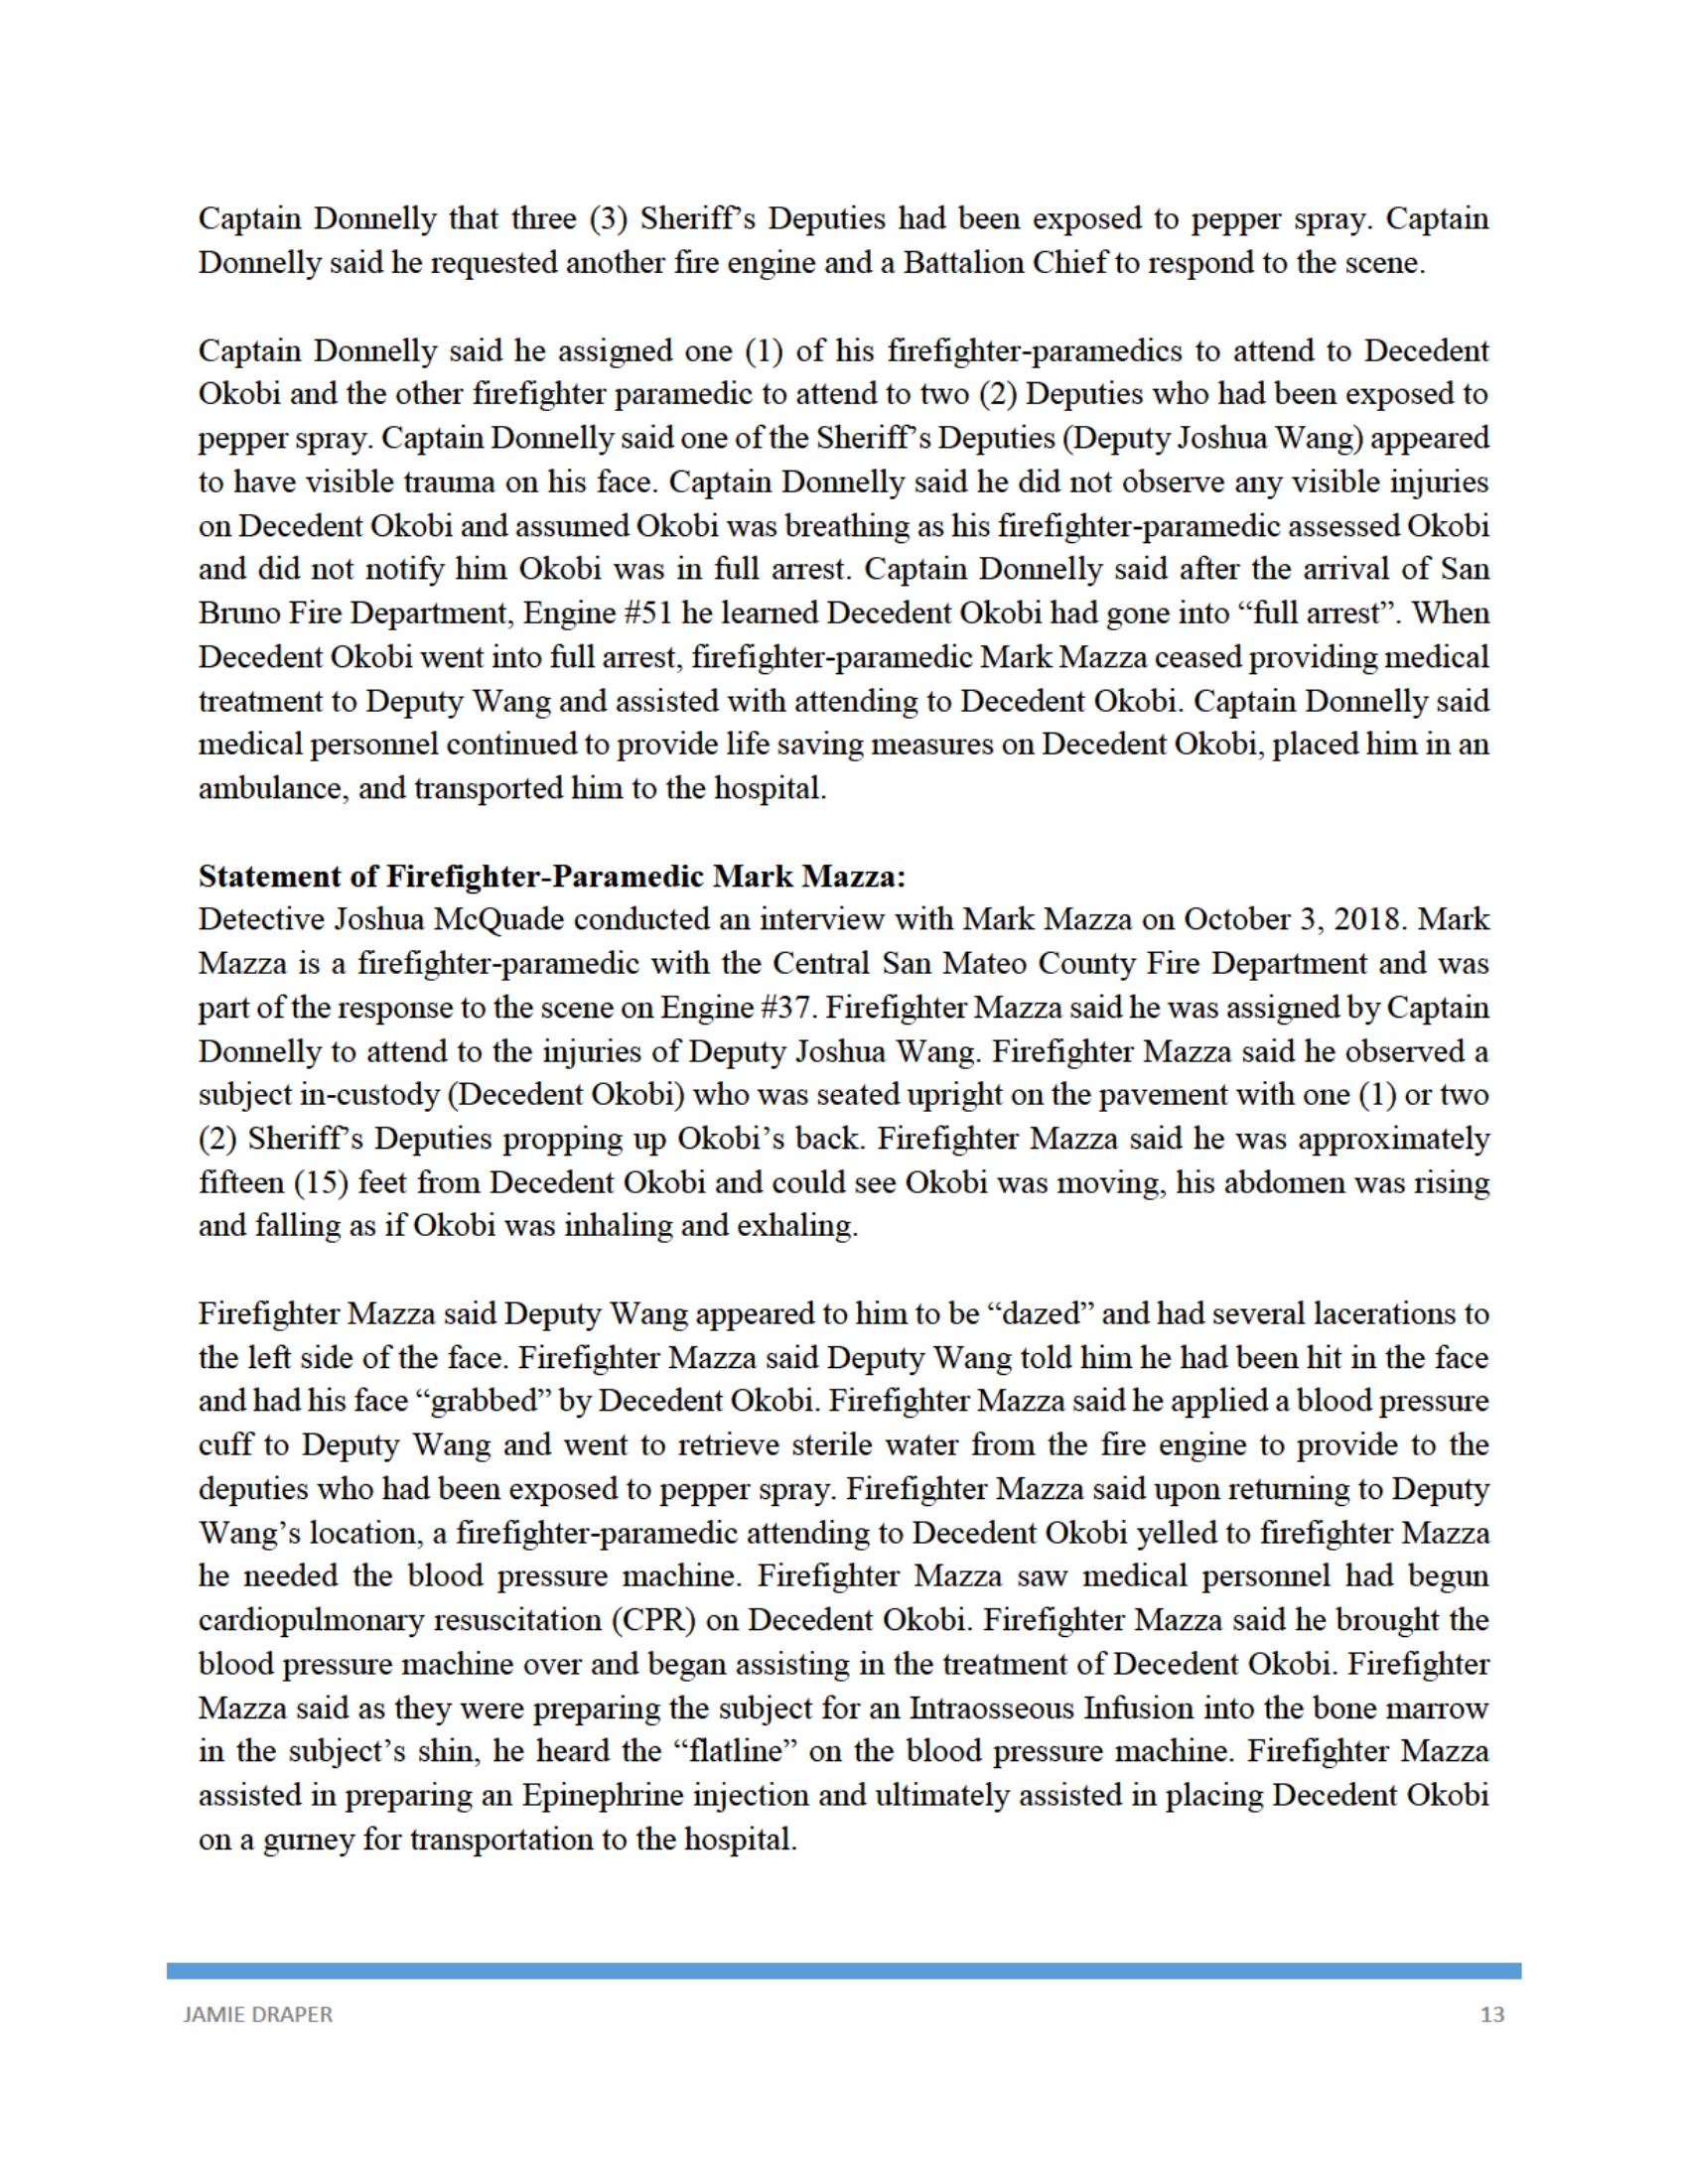 Captain Donnelly that three (3) Sheriff's Deputies had been exposed to pepper spray. Captain
Donnelly said he requested another fire engine and a Battalion Chief to respond to the scene.
Captain Donnelly said he assigned one (1) of his firefighter-paramedics to attend to Decedent
Okobi and the other firefighter paramedic to attend to two (2) Deputies who had been exposed to
pepper spray. Captain Donnelly said one of the Sheriff's Deputies (Deputy Joshua Wang) appeared
to have visible trauma on his face. Captain Donnelly said he did not observe any visible injuries
on Decedent Okobi and assumed Okobi was breathing as his firefighter-paramedic assessed Okobi
and did not notify him Okobi was in full arrest. Captain Donnelly said after the arrival of San
Bruno Fire Department, Engine #51 he learned Decedent Okobi had gone into “full arrest”. When
Decedent Okobi went into full arrest, firefighter-paramedic Mark Mazza ceased providing medical
treatment to Deputy Wang and assisted with attending to Decedent Okobi. Captain Donnelly said
medical personnel continued to provide life saving measures on Decedent Okobi, placed him in an
ambulance, and transported him to the hospital.
Statement of Firefighter-Paramedic Mark Mazza:
Detective Joshua McQuade conducted an interview with Mark Mazza on October 3, 2018. Mark
Mazza is a firefighter-paramedic with the Central San Mateo County Fire Department and was
part of the response to the scene on Engine #37. Firefighter Mazza said he was assigned by Captain
Donnelly to attend to the injuries of Deputy Joshua Wang. Firefighter Mazza said he observed a
subject in-custody (Decedent Okobi) who was seated upright on the pavement with one (1) or two
(2) Sheriff's Deputies propping up Okobi's back. Firefighter Mazza said he was approximately
fifteen (15) feet from Decedent Okobi and could see Okobi was moving, his abdomen was rising
and falling as if Okobi was inhaling and exhaling.
Firefighter Mazza said Deputy Wang appeared to him to be “dazed” and had several lacerations to
the left side of the face. Firefighter Mazza said Deputy Wang told him he had been hit in the face
and had his face “grabbed” by Decedent Okobi. Firefighter Mazza said he applied a blood pressure
cuff to Deputy Wang and went to retrieve sterile water from the fire engine to provide to the
deputies who had been exposed to pepper spray. Firefighter Mazza said upon returning to Deputy
Wang's location, a firefighter-paramedic attending to Decedent Okobi yelled to firefighter Mazza
he needed the blood pressure machine. Firefighter Mazza saw medical personnel had begun
cardiopulmonary resuscitation (CPR) on Decedent Okobi. Firefighter Mazza said he brought the
blood pressure machine over and began assisting in the treatment of Decedent Okobi. Firefighter
Mazza said as they were preparing the subject for an Intraosseous Infusion into the bone marrow
in the subject's shin, he heard the “flatline” on the blood pressure machine. Firefighter Mazza
assisted in preparing an Epinephrine injection and ultimately assisted in placing Decedent Okobi
on a gurney for transportation to the hospital.
JAMIE DRAPER 13